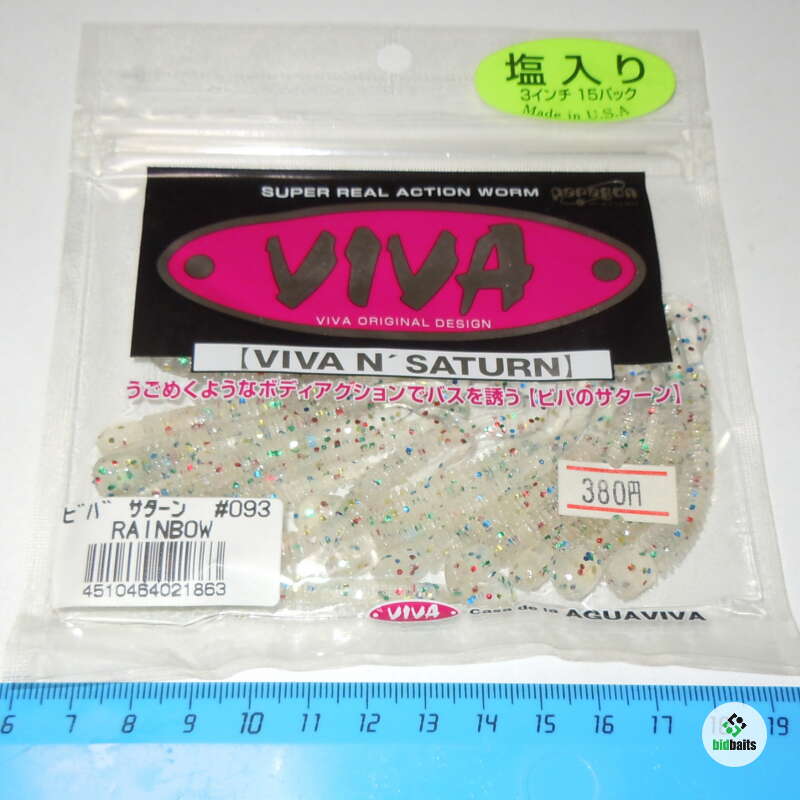 塩入り
3インチ 15パック
Made in U.S.A
SUPER REAL ACTION WORM
VIVA
VIVA ORIGINAL DESIGN
【VIVA N´SATURN】
うごめくようなボディアクションでバスを誘う【ビバのサターン】
380円
ビバ サターン #093
RAINBOW
4510464021863
VIVA Casa de la AGUAVIVA
6 7 8 9 10 11 12 13 14 15 16 17 18 19
bidbaits